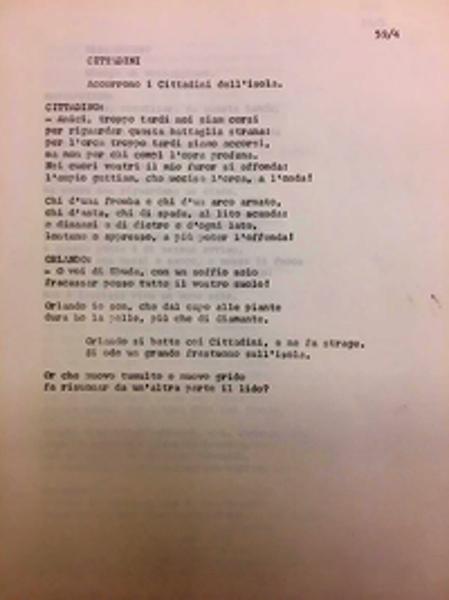 59/4
CITTADINI
Accorrono i Cittadini dell'isola.
CITTADINO:
- Amici, troppo tardi noi siam corsi
per riguardar questa battaglia strana!
per l'orca troppo tardi siamo accorsi,
ma non per chi compì l'opra profana.
Nei cuori vostri il mio furor si effonda!
l'empio gettiam, che uccise l'orca, a l'onda!
Chi d'una fromba e chi d'un arco armato,
chi d'asta, chi di spada, al lito scenda:
e dinanzi e di dietro e d'ogni lato,
lontano e appresso, a più poter l'offenda!
ORLANDO:
- O voi di Ebuda, con un soffio solo
fracassar posso tutto il vostro suolo!
Orlando io son, che dal capo alle piante
dura ho la pelle, più che di diamante.
Orlando si batte coi Cittadini, e ne fa strage.
Si ode un grande frastuono sull'isola.
Or che nuovo tumulto e nuovo grido
fa risuonar da un'altra parte il lido?